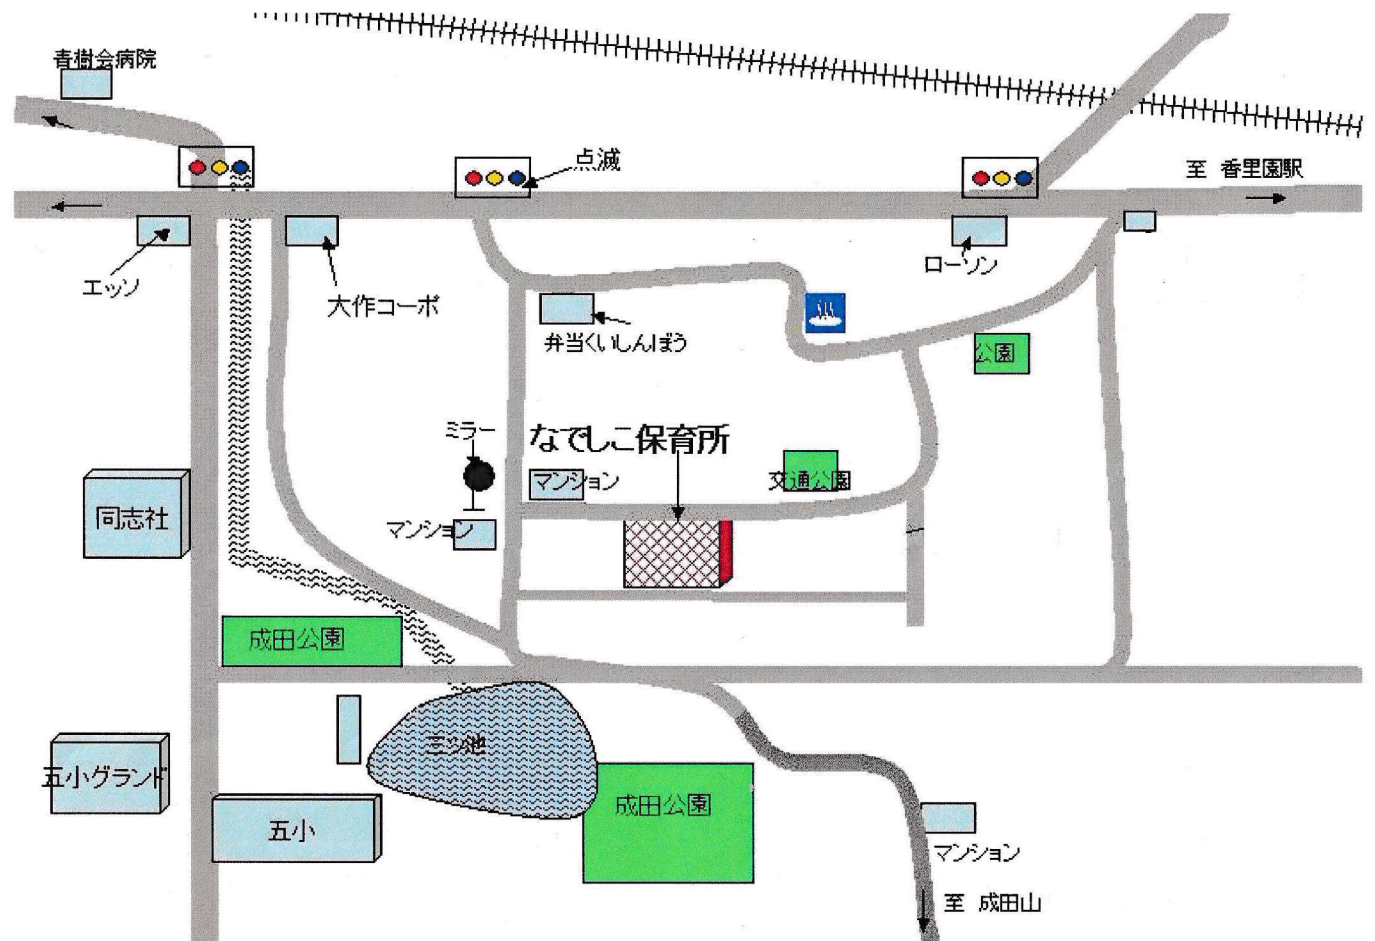 青樹会病院
点滅
至 香里園駅
エッソ
大作コーポ
ローソン
弁当くいしんぼう
公園
ミラー
なでしこ保育所
マンション
交通公園
同志社
マンション
成田公園
三ツ池
五小グランド
成田公園
五小
マンション
至 成田山